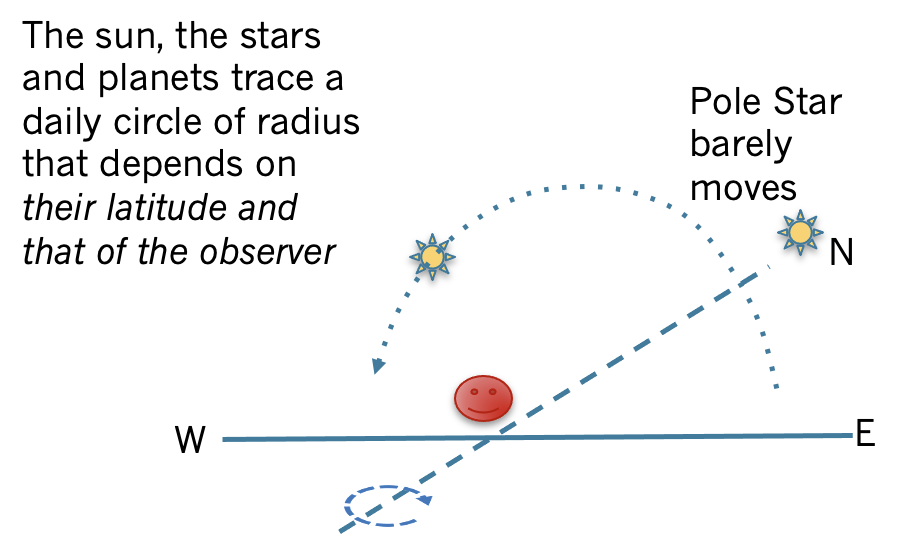 The sun, the stars
and planets trace a
daily circle of radius
that depends on
their latitude and
that of the observer
Pole Star
barely
moves
N
W
E